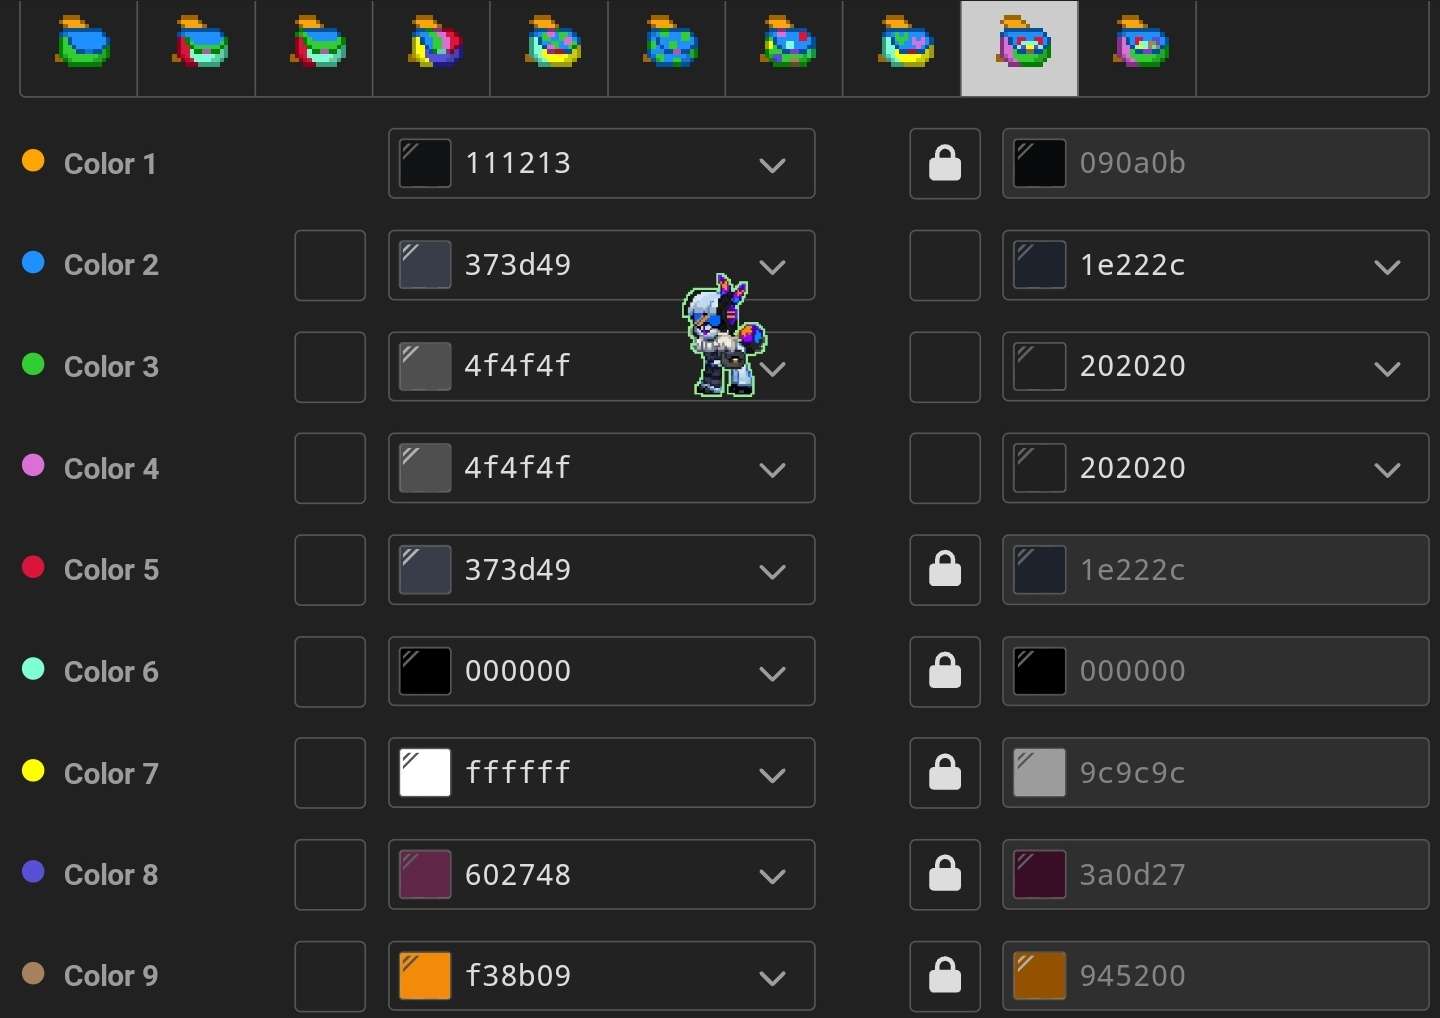 Color 1 111213 090a0b
Color 2 373d49 1e222c
Color 3 4f4f4f 202020
Color 4 4f4f4f 202020
Color 5 373d49 1e222c
Color 6 000000 000000
Color 7 ffffff 9c9c9c
Color 8 602748 3a0d27
Color 9 f38b09 945200